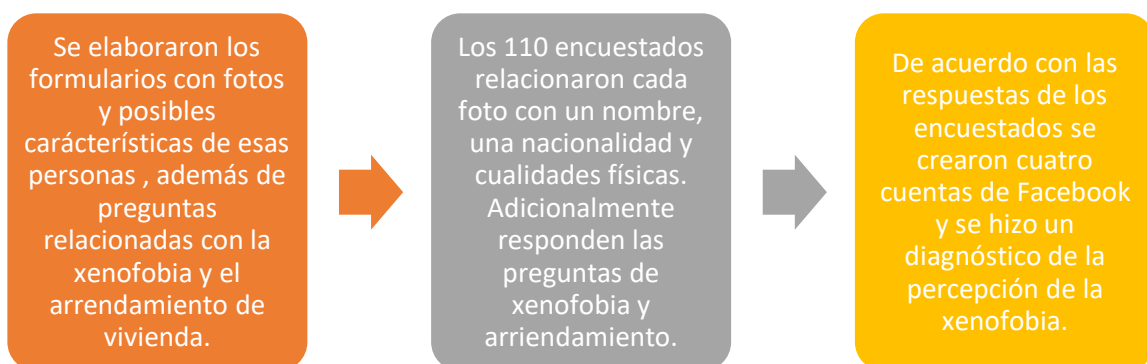 Se elaboraron los
formularios con fotos
y posibles
carácterísticas de esas
personas , además de
preguntas
relacionadas con la
xenofobia y el
arrendamiento de
vivienda.
Los 110 encuestados
relacionaron cada
foto con un nombre,
una nacionalidad y
cualidades físicas.
Adicionalmente
responden las
preguntas de
xenofobia y
arriendamiento.
De acuerdo con las
respuestas de los
encuestados se
crearon cuatro
cuentas de Facebook
y se hizo un
diagnóstico de la
percepción de la
xenofobia.